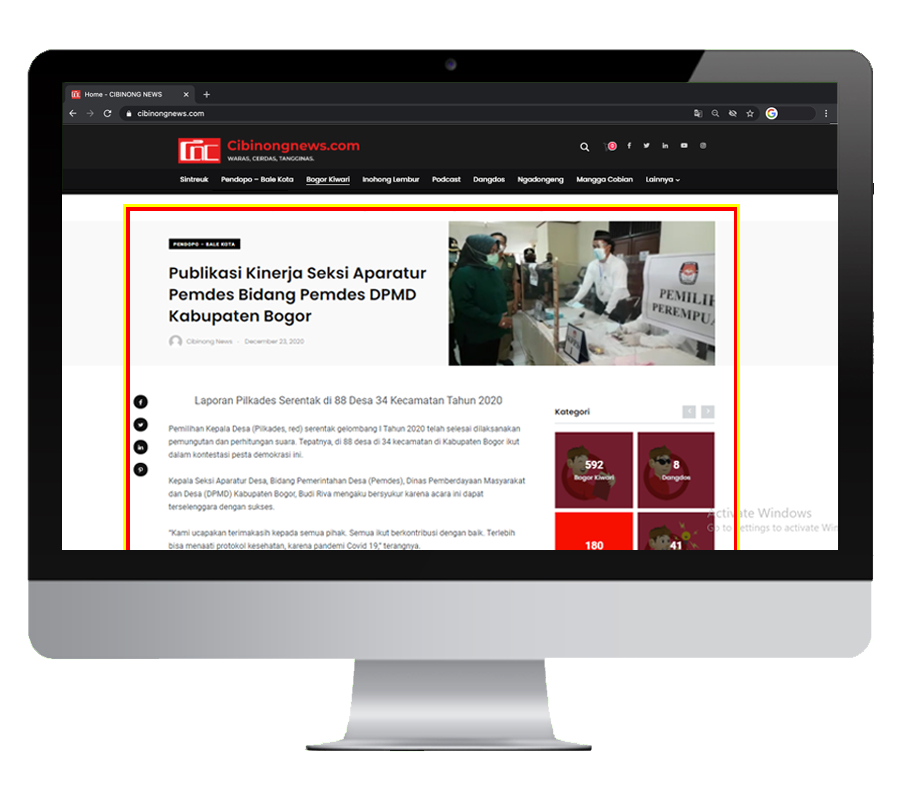 Home - CIBINONG NEWS
cibinongnews.com
CNC
Cibinongnews.com
WARAS, CERDAS, TANGGINAS.
0
Sintreuk Pendopo – Bale Kota Bogor Kiwari Inohong Lembur Podcast Dangdos Ngadongeng Mangga Cobian Lainnya
PENDOPO – BALE KOTA
Publikasi Kinerja Seksi Aparatur
Pemdes Bidang Pemdes DPMD
Kabupaten Bogor
Cibinong News - December 23, 2020
KPPS
PEMILIH
PEREMPUA
Laporan Pilkades Serentak di 88 Desa 34 Kecamatan Tahun 2020
Pemilihan Kepala Desa (Pilkades, red) serentak gelombang I Tahun 2020 telah selesai dilaksanakan
pemungutan dan perhitungan suara. Tepatnya, di 88 desa di 34 kecamatan di Kabupaten Bogor ikut
dalam kontestasi pesta demokrasi ini.
Kepala Seksi Aparatur Desa, Bidang Pemerintahan Desa (Pemdes), Dinas Pemberdayaan Masyarakat
dan Desa (DPMD) Kabupaten Bogor, Budi Riva mengaku bersyukur karena acara ini dapat
terselenggara dengan sukses.
"Kami ucapakan terimakasih kepada semua pihak. Semua ikut berkontribusi dengan baik. Terlebih
bisa menaati protokol kesehatan, karena pandemi Covid 19," terangnya.
Kategori
592
Bogor Kiwari
8
Dangdos
180
41
Activate Windows
Go to Settings to activate Win